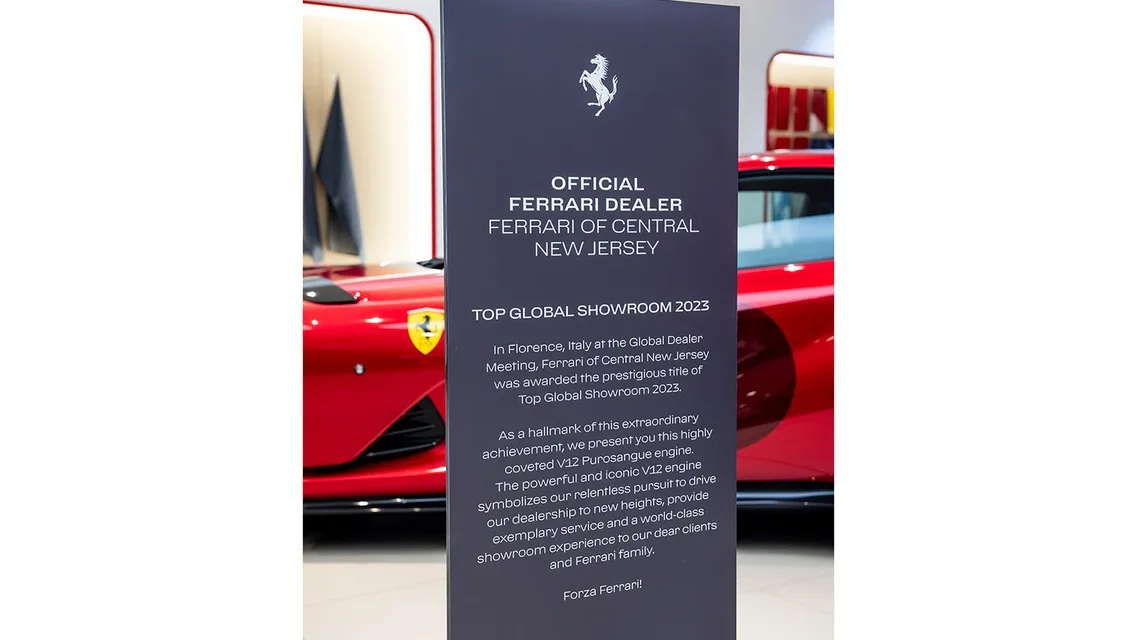 OFFICIAL
FERRARI DEALER
FERRARI OF CENTRAL
NEW JERSEY
TOP GLOBAL SHOWROOM 2023
In Florence, Italy at the Global Dealer
Meeting, Ferrari of Central New Jersey
was awarded the prestigious title of
Top Global Showroom 2023.
As a hallmark of this extraordinary
achievement, we present you this highly
coveted V12 Purosangue engine.
The powerful and iconic V12 engine
symbolizes our relentless pursuit to drive
our dealership to new heights, provide
exemplary service and a world-class
showroom experience to our dear clients
and Ferrari family.
Forza Ferrari!